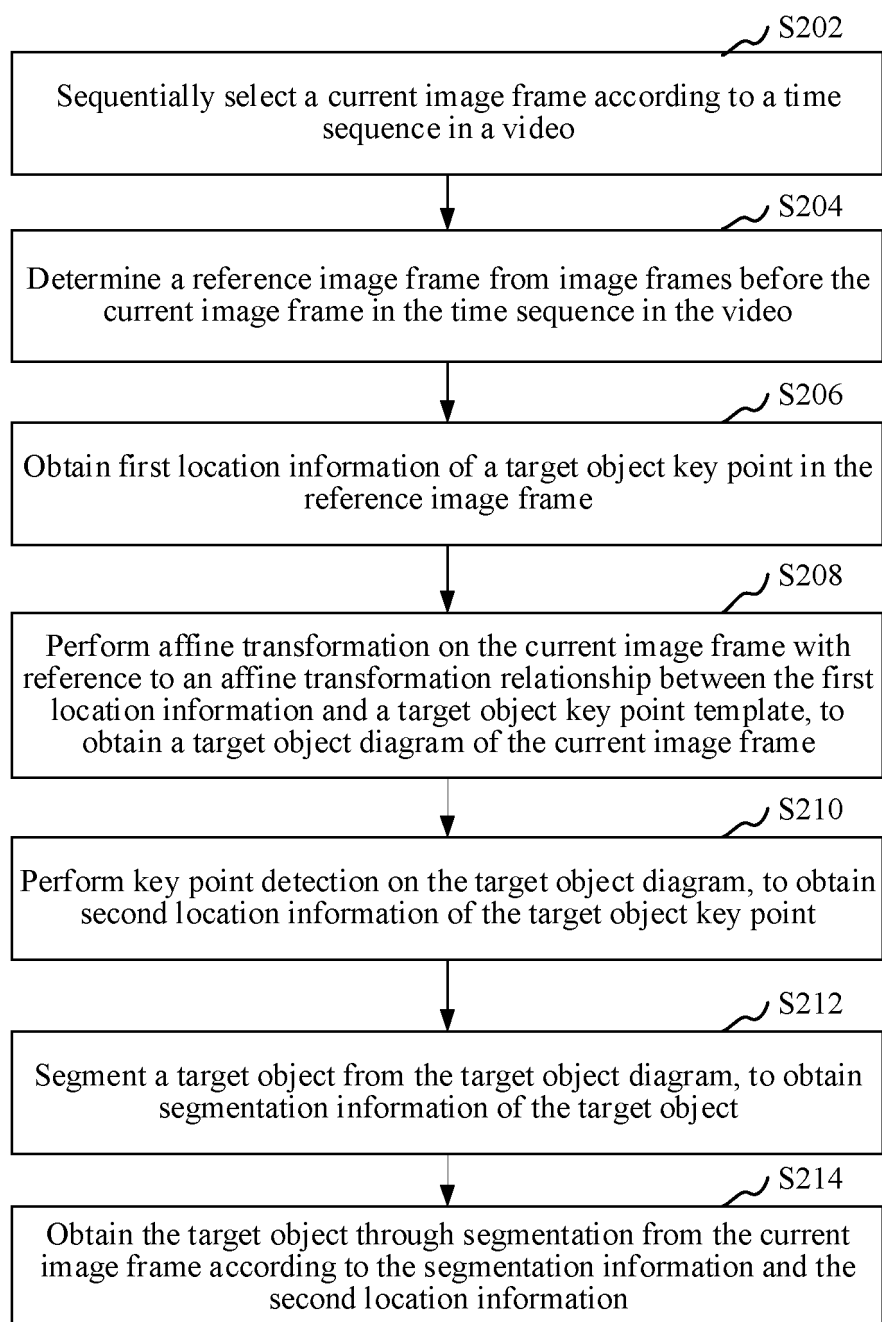 S202
Sequentially select a current image frame according to a time
sequence in a video
S204
Determine a reference image frame from image frames before the
current image frame in the time sequence in the video
S206
Obtain first location information of a target object key point in the
reference image frame
S208
Perform affine transformation on the current image frame with
reference to an affine transformation relationship between the first
location information and a target object key point template, to
obtain a target object diagram of the current image frame
S210
Perform key point detection on the target object diagram, to obtain
second location information of the target object key point
S212
Segment a target object from the target object diagram, to obtain
segmentation information of the target object
S214
Obtain the target object through segmentation from the current
image frame according to the segmentation information and the
second location information